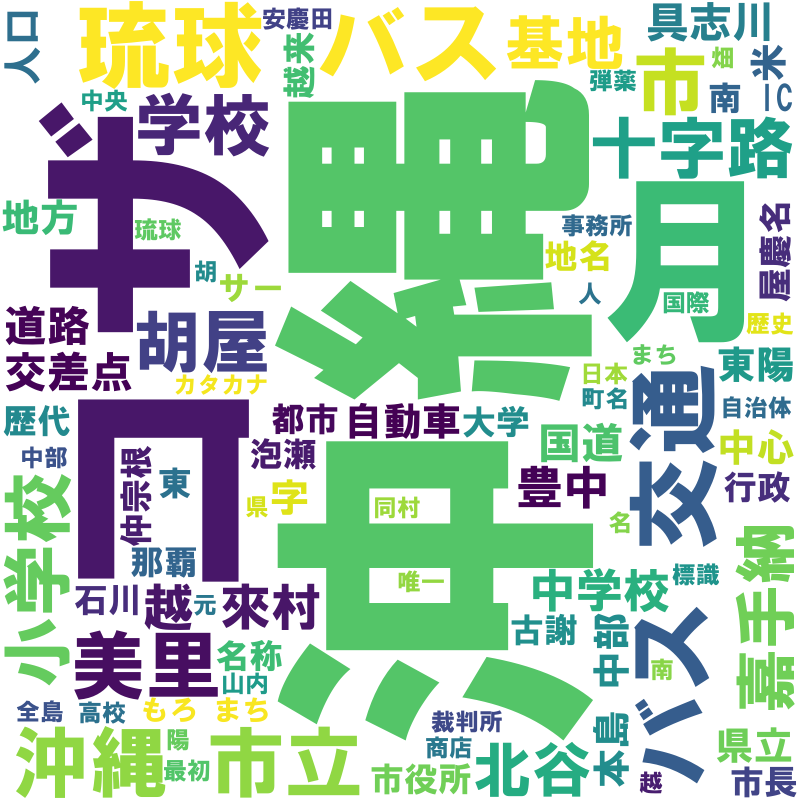 人口
琉球
安慶田
越来
バス
基地
具志川
畑
米
中央
弾薬
市
南
IC
学校
十字路
ザ
沖縄
月
地方
琉球
胡
サー
事務所
地名
人
国際
屋慶名
歴史
道路
胡屋
交差点
カタカナ
まち
日本
町名
東陽
自治体
コ
歴代
都市
自動車
大学
中部
仲宗根
泡瀬
東
国道
交通
中心
行政
豊中
県
字
同村
名
小学校
那覇
唯一
標識
嘉手納
石川
越
元
來村
中学校
古謝
中部
バス
美里
名称
山内
南
全島
高校
もろ
まち
裁判所
本島
県立
沖縄
陽
最初
市立
商店
市役所
北谷
越
市長